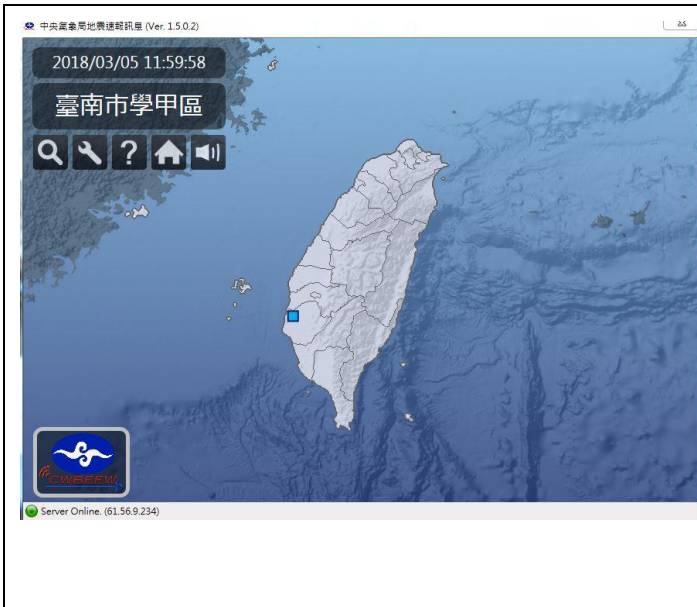 中央氣象局地震速報訊息 (Ver. 1.5.0.2)
2018/03/05 11:59:58
臺南市學甲區
?
CWBEEW
Server Online. (61.56.9.234)